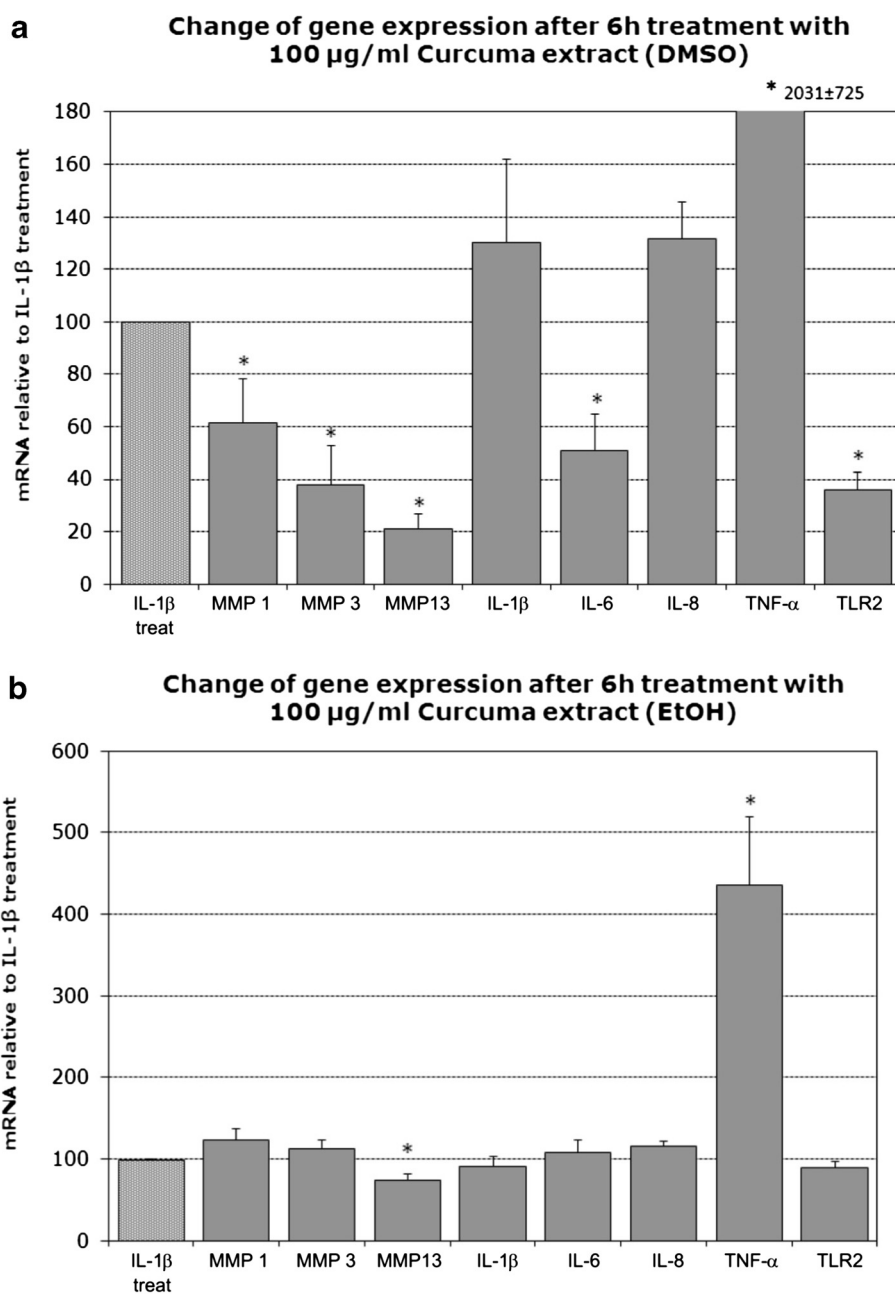 a
Change of gene expression after 6h treatment with
100 µg/ml Curcuma extract (DMSO)
* 2031±725
mRNA relative to IL-1β treatment
180
160
140
120
100
80
60
40
20
0
* * * * *
IL-1β treat MMP 1 MMP 3 MMP13 IL-1β IL-6 IL-8 TNF-α TLR2
b
Change of gene expression after 6h treatment with
100 µg/ml Curcuma extract (EtOH)
mRNA relative to IL-1β treatment
600
500
400
300
200
100
0
* *
IL-1β treat MMP 1 MMP 3 MMP13 IL-1β IL-6 IL-8 TNF-α TLR2